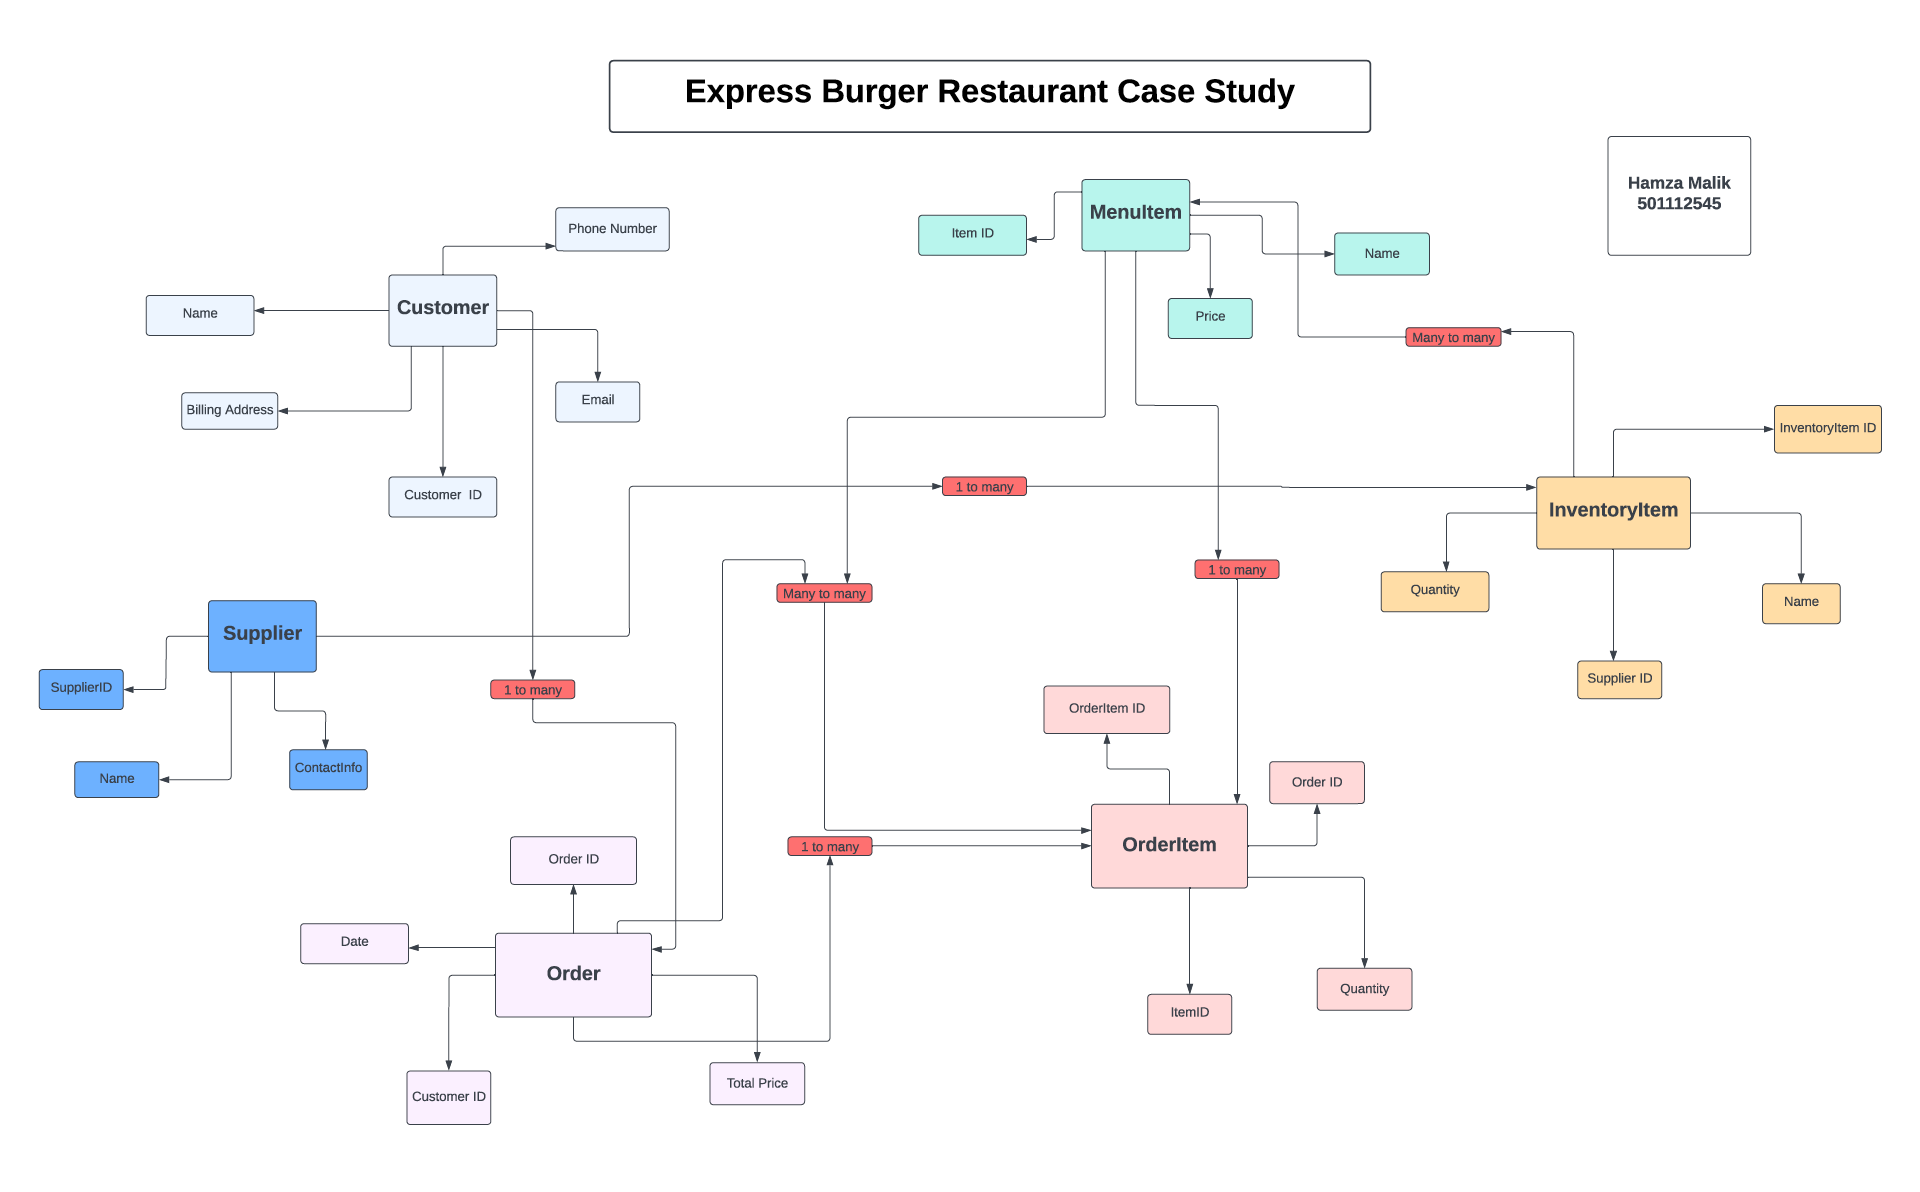 Express Burger Restaurant Case Study
Hamza Malik
501112545
MenuItem
Item ID
Name
Price
Phone Number
Customer
Name
Billing Address
Email
Customer  ID
Many to many
InventoryItem ID
InventoryItem
Quantity
Name
Supplier ID
1 to many
1 to many
Many to many
Supplier
SupplierID
Name
ContactInfo
1 to many
OrderItem ID
Order ID
OrderItem
1 to many
ItemID
Quantity
Order ID
Date
Order
Customer ID
Total Price